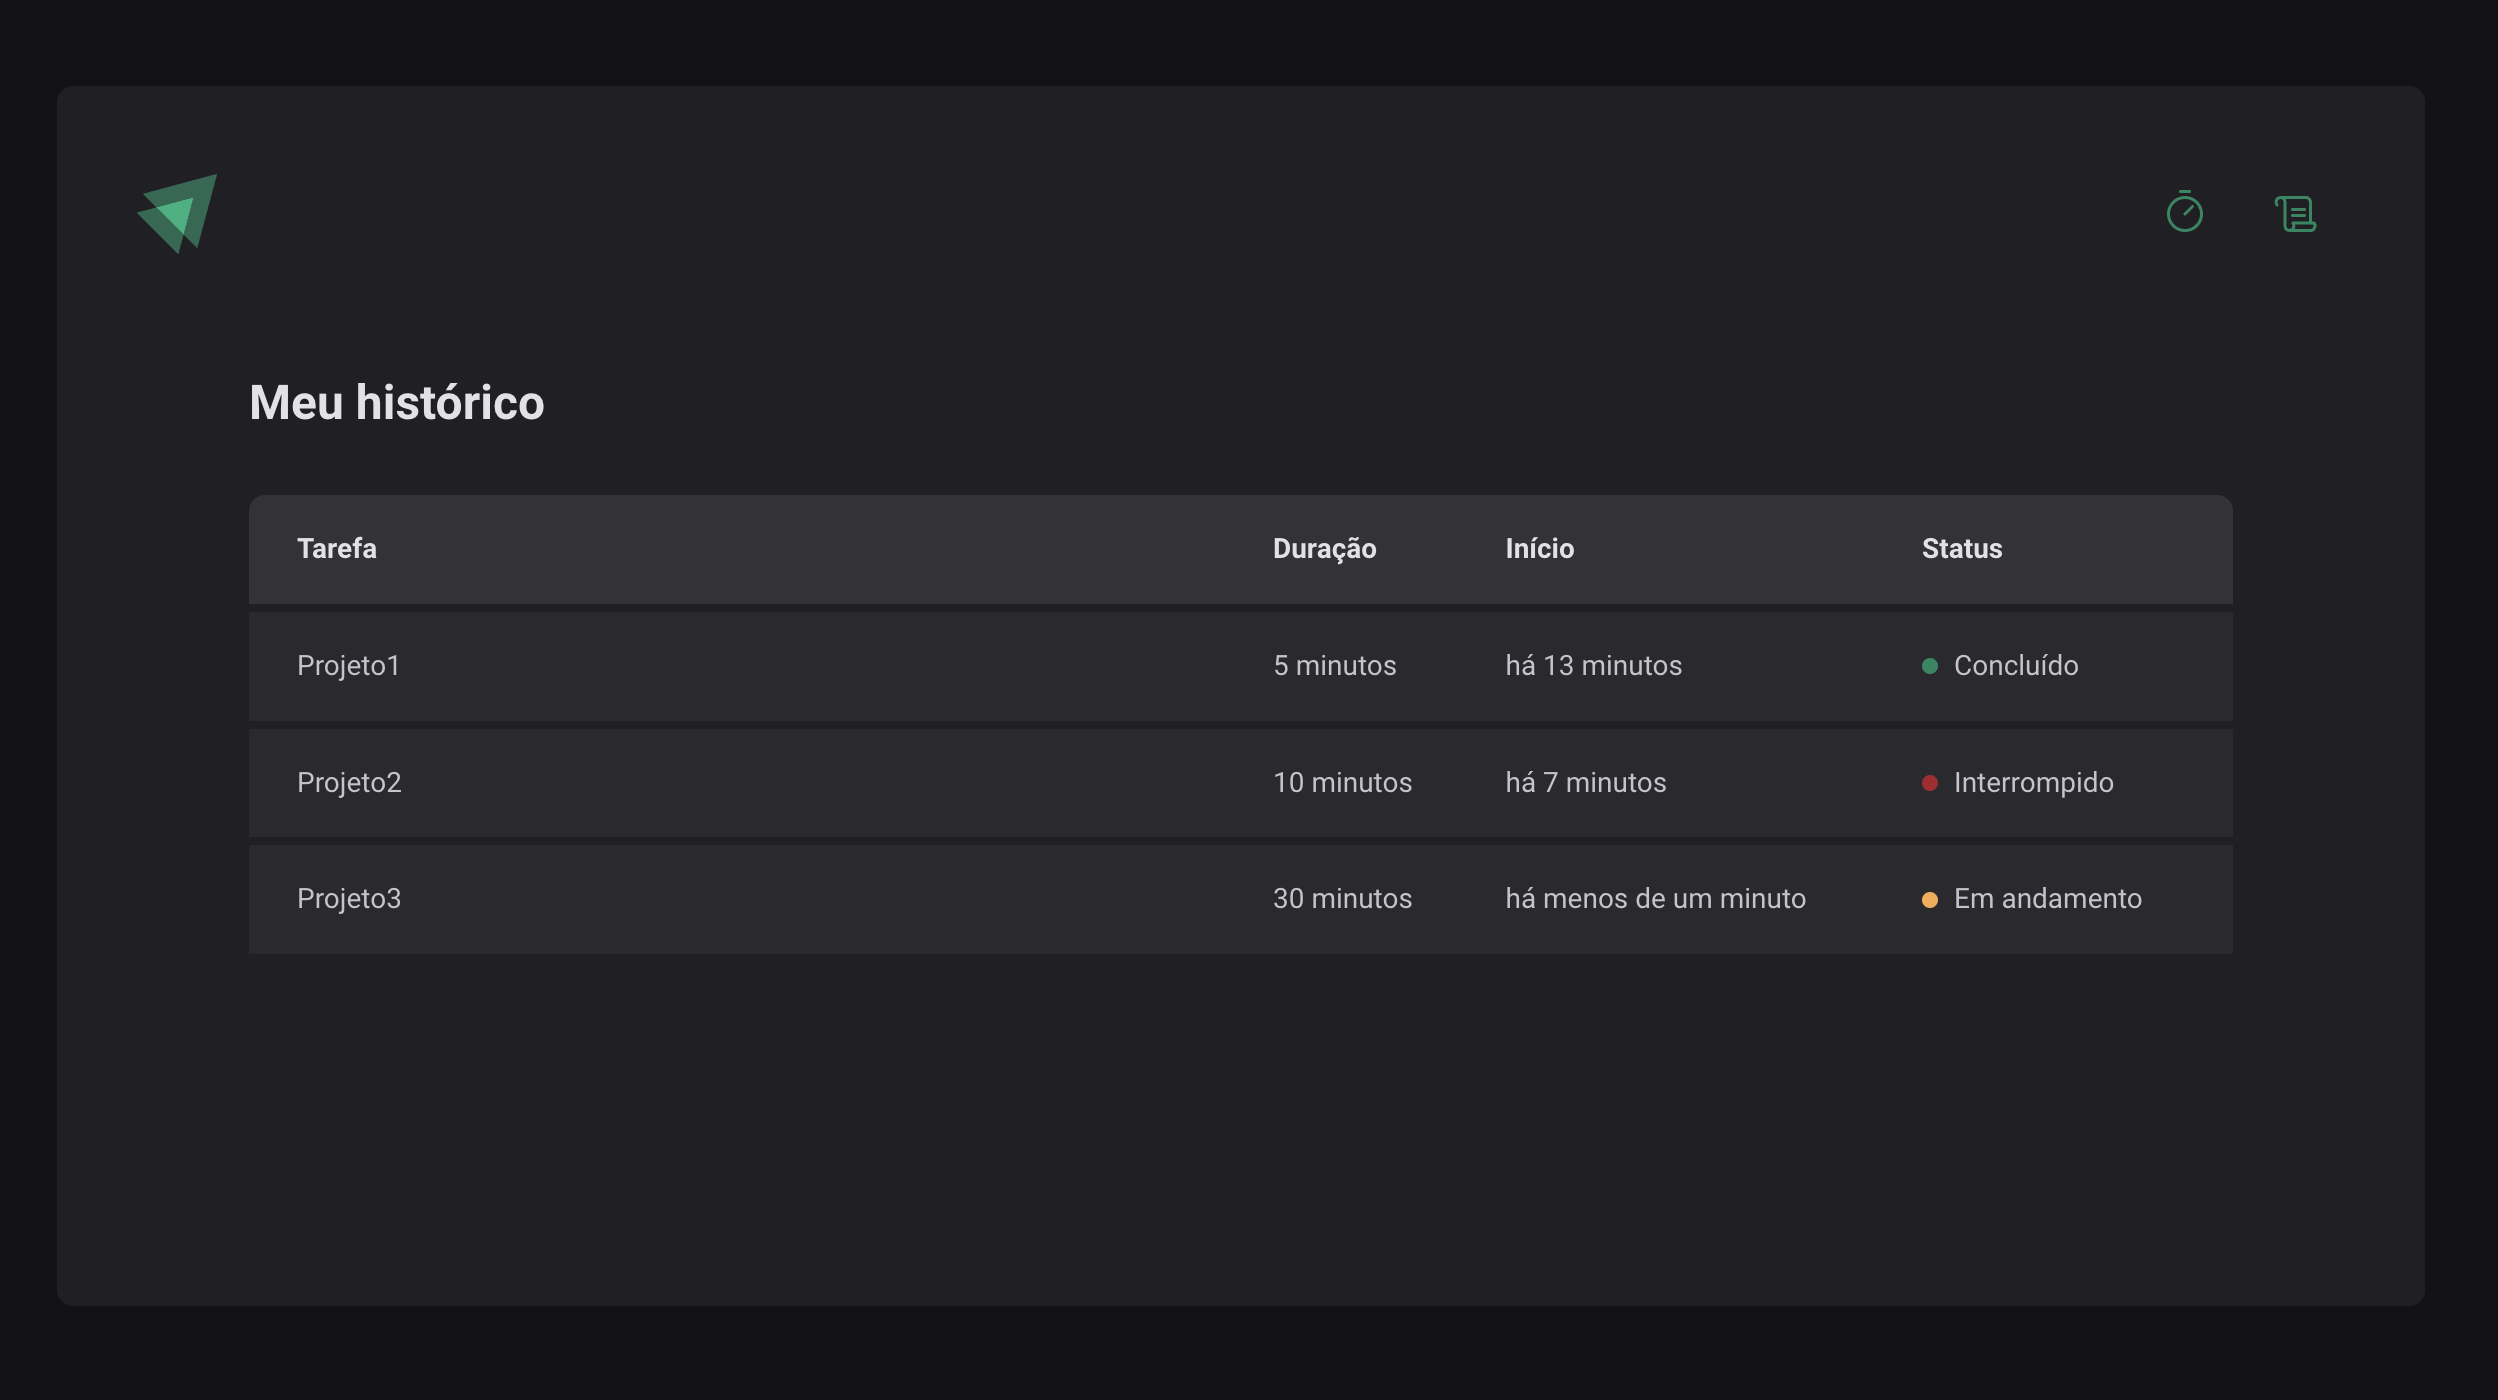 Meu histórico
Tarefa Duração Início Status
Projeto1 5 minutos há 13 minutos Concluído
Projeto2 10 minutos há 7 minutos Interrompido
Projeto3 30 minutos há menos de um minuto Em andamento